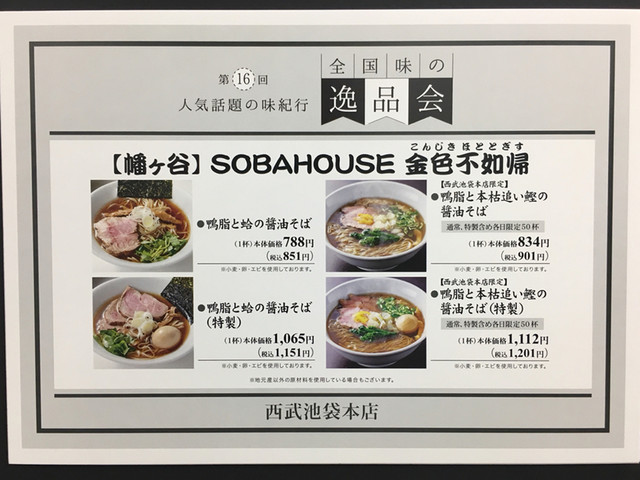 第16回
人気話題の味紀行
全国味の
逸品会
こんじきほととぎす
【幡ヶ谷】SOBAHOUSE 金色不如帰
●鴨脂と蛤の醤油そば
(1杯)本体価格788円
(税込851円)
※小麦・卵・エビを使用しております。
【西武池袋本店限定】
●鴨脂と本枯追い鰹の
醤油そば
通常、特製含め各日限定50杯
(1杯)本体価格834円
(税込901円)
※小麦・卵・エビを使用しております。
●鴨脂と蛤の醤油そば
(特製)
(1杯)本体価格1,065円
(税込1,151円)
※小麦・卵・エビを使用しております。
【西武池袋本店限定】
●鴨脂と本枯追い鰹の
醤油そば(特製)
通常、特製含め各日限定50杯
(1杯)本体価格1,112円
(税込1,201円)
※小麦・卵・エビを使用しております。
※地元産以外の原材料を使用している場合もございます。
西武池袋本店